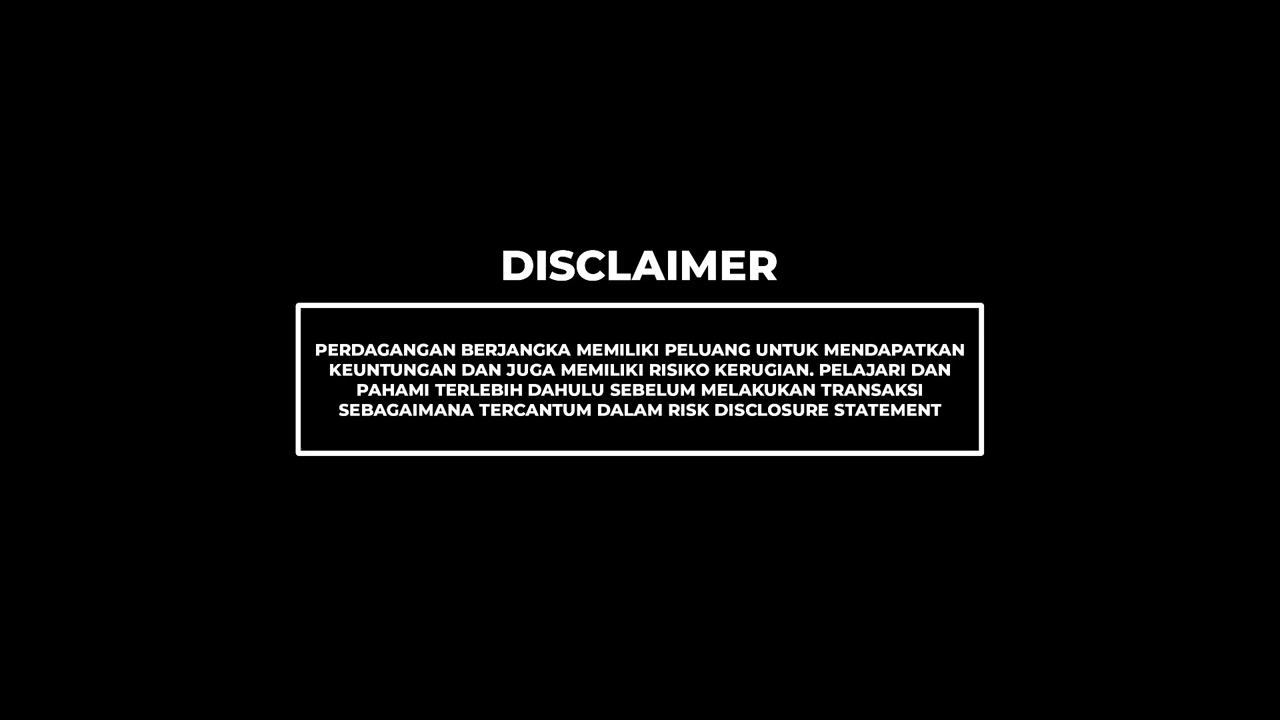 DISCLAIMER
PERDAGANGAN BERJANGKA MEMILIKI PELUANG UNTUK MENDAPATKAN
KEUNTUNGAN DAN JUGA MEMILIKI RISIKO KERUGIAN. PELAJARI DAN
PAHAMI TERLEBIH DAHULU SEBELUM MELAKUKAN TRANSAKSI
SEBAGAIMANA TERCANTUM DALAM RISK DISCLOSURE STATEMENT